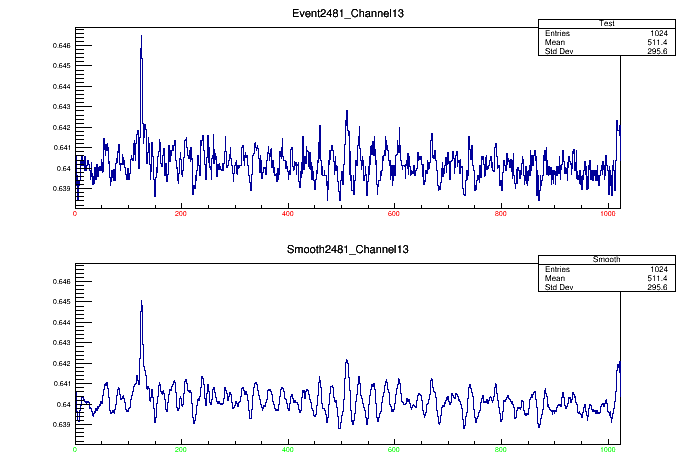 Event2481_Channel13
Test
Entries 1024
Mean 511.4
Std Dev 295.6
0.646
0.645
0.644
0.643
0.642
0.641
0.64
0.639
0 200 400 600 800 1000
Smooth2481_Channel13
Smooth
Entries 1024
Mean 511.4
Std Dev 295.6
0.646
0.645
0.644
0.643
0.642
0.641
0.64
0.639
0 200 400 600 800 1000